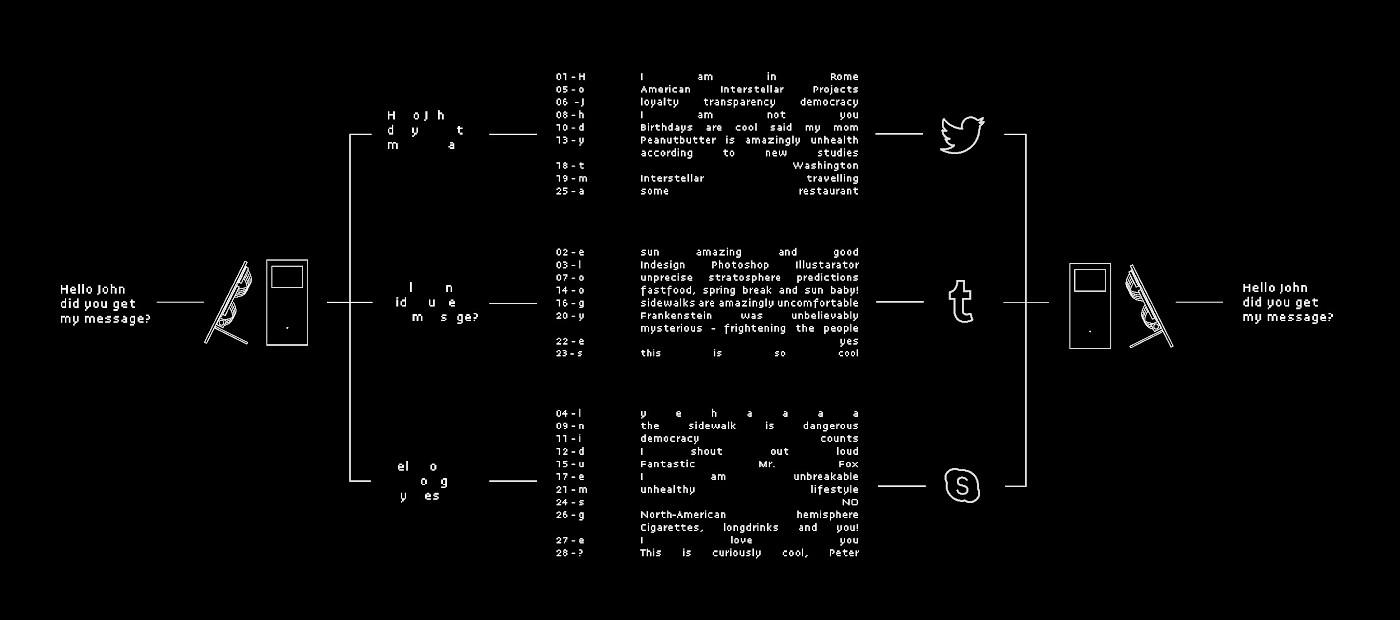 Hello John
did you get
my message?
H o J h
d y t
m a
01 - H I am in Rome
05 - o American Interstellar Projects
06 - J loyalty transparency democracy
08 - h I am not you
10 - d Birthdays are cool said my mom
13 - y Peanutbutter is amazingly unhealth
according to new studies
18 - t Washington
19 - m Interstellar travelling
25 - a some restaurant
l n
id u e
m s ge?
02 - e sun amazing and good
03 - l Indesign Photoshop Illustarator
07 - o unprecise stratosphere predictions
14 - o fastfood, spring break and sun baby!
16 - g sidewalks are amazingly uncomfortable
20 - y Frankenstein was unbelievably
mysterious - frightening the people
22 - e yes
23 - s this is so cool
el o
o g
y es
04 - l y e h a a a a
09 - n the sidewalk is dangerous
11 - i democracy counts
12 - d I shout out loud
15 - u Fantastic Mr. Fox
17 - e I am unbreakable
21 - m unhealthy lifestyle
24 - s NO
26 - g North-American hemisphere
Cigarettes, longdrinks and you!
27 - e I love you
28 - ? This is curiously cool, Peter
t
S
Hello John
did you get
my message?